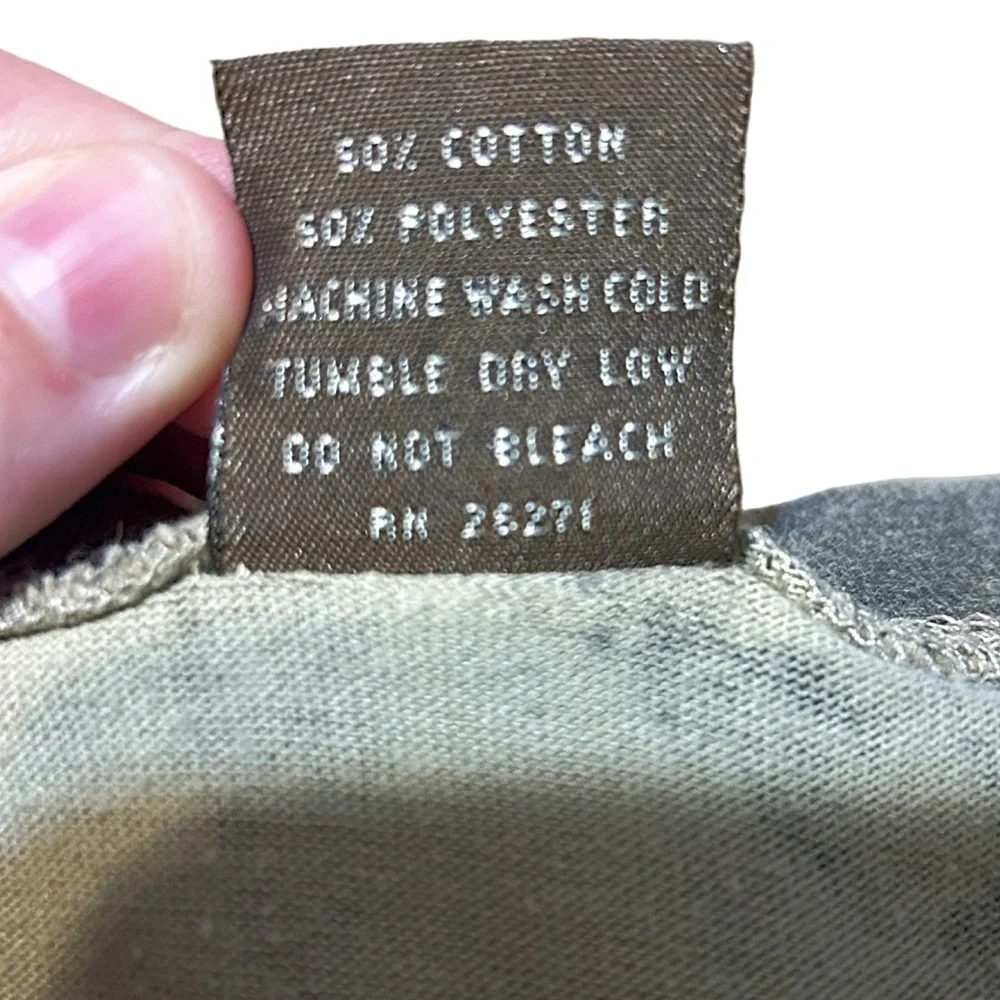 50% COTTON
50% POLYESTER
MACHINE WASH COLD
TUMBLE DRY LOW
DO NOT BLEACH
RN 26271